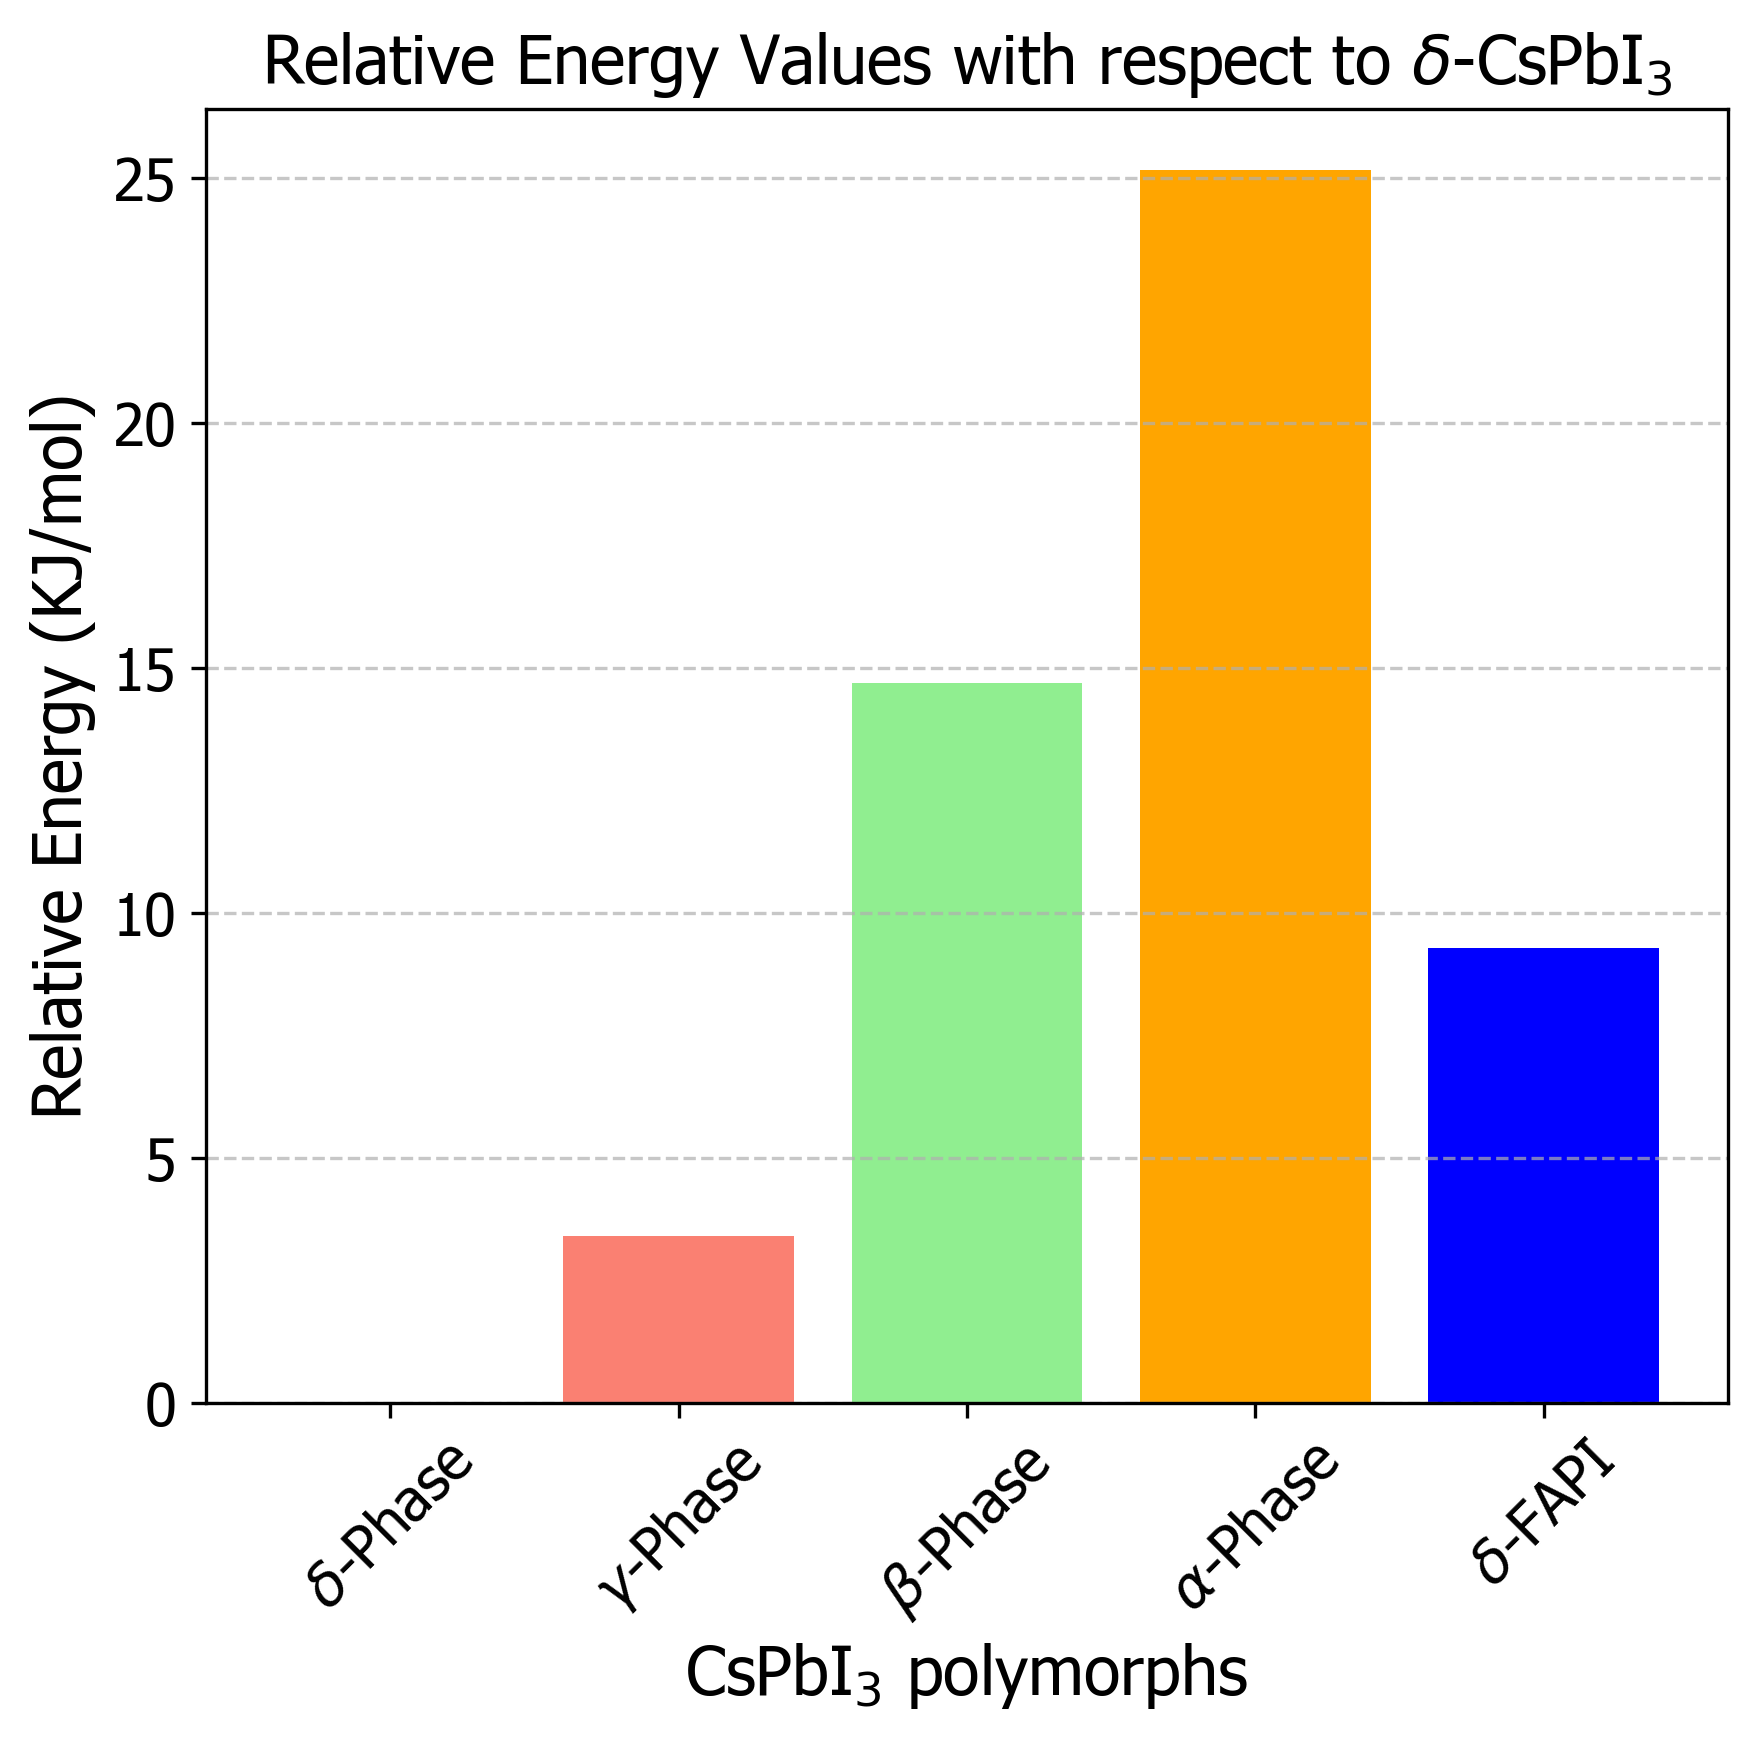 Relative Energy Values with respect to δ-CsPbI₃
Relative Energy (KJ/mol)
25
20
15
10
5
0
δ-Phase
γ-Phase
β-Phase
α-Phase
δ-FAPI
CsPbI₃ polymorphs